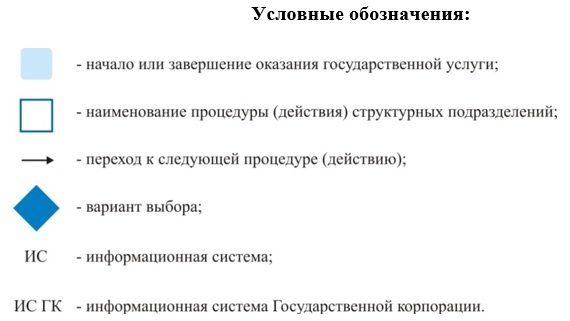 Условные обозначения:
- начало или завершение оказания государственной услуги;
- наименование процедуры (действия) структурных подразделений;
- переход к следующей процедуре (действию);
- вариант выбора;
ИС - информационная система;
ИС ГК - информационная система Государственной корпорации.